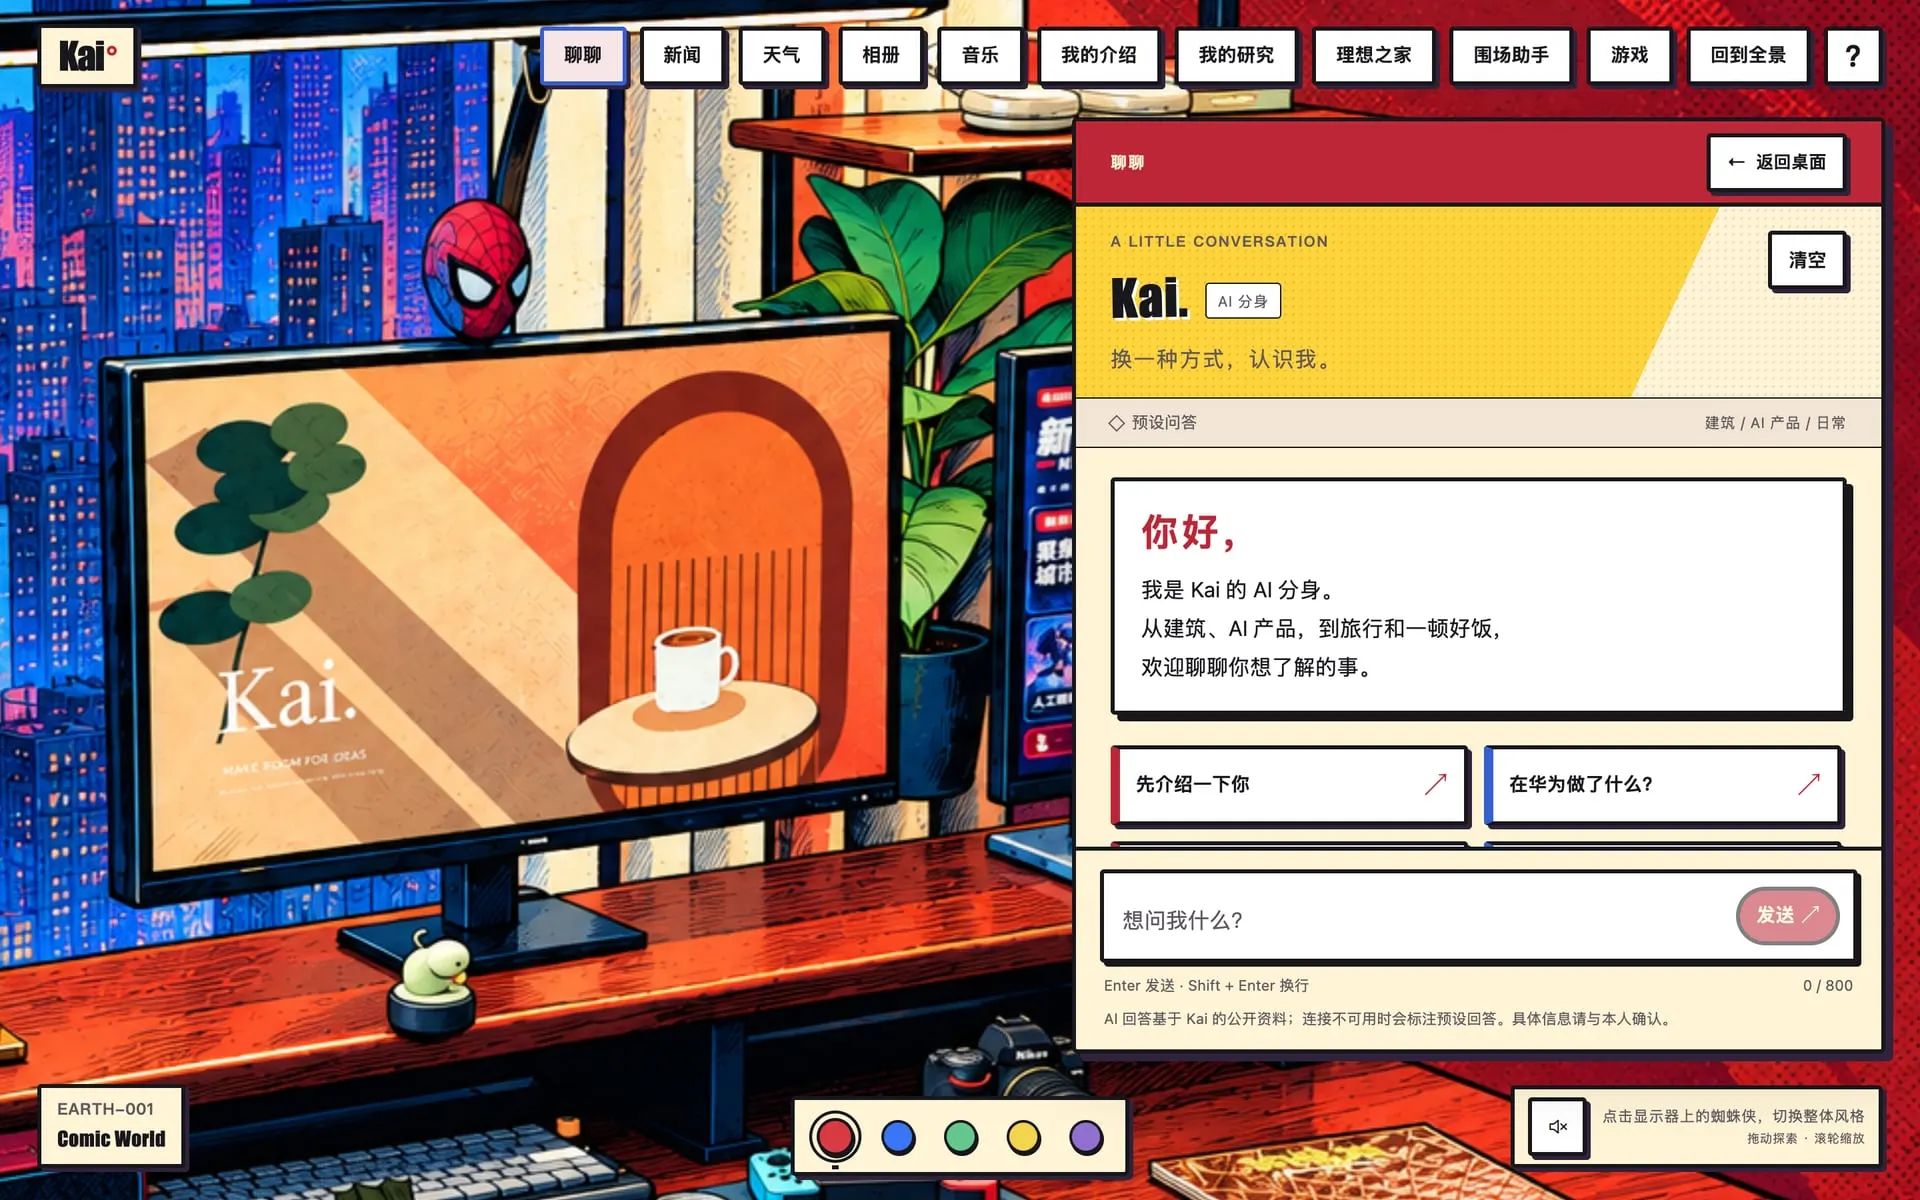 Kai
聊聊
新闻
天气
相册
音乐
我的介绍
我的研究
理想之家
围场助手
游戏
回到全景
?
聊聊
← 返回桌面
A LITTLE CONVERSATION
清空
Kai.
AI 分身
换一种方式，认识我。
◇ 预设问答
建筑 / AI 产品 / 日常
你好，
我是 Kai 的 AI 分身。
从建筑、AI 产品，到旅行和一顿好饭，
欢迎聊聊你想了解的事。
先介绍一下你
在华为做了什么？
想问我什么？
发送
Enter 发送 · Shift + Enter 换行
0 / 800
AI 回答基于 Kai 的公开资料；连接不可用时会标注预设回答。具体信息请与本人确认。
Kai.
MAKE ROOM FOR IDEAS
新
Nikon
EARTH-001
Comic World
点击显示器上的蜘蛛侠，切换整体风格
拖动探索 · 滚轮缩放